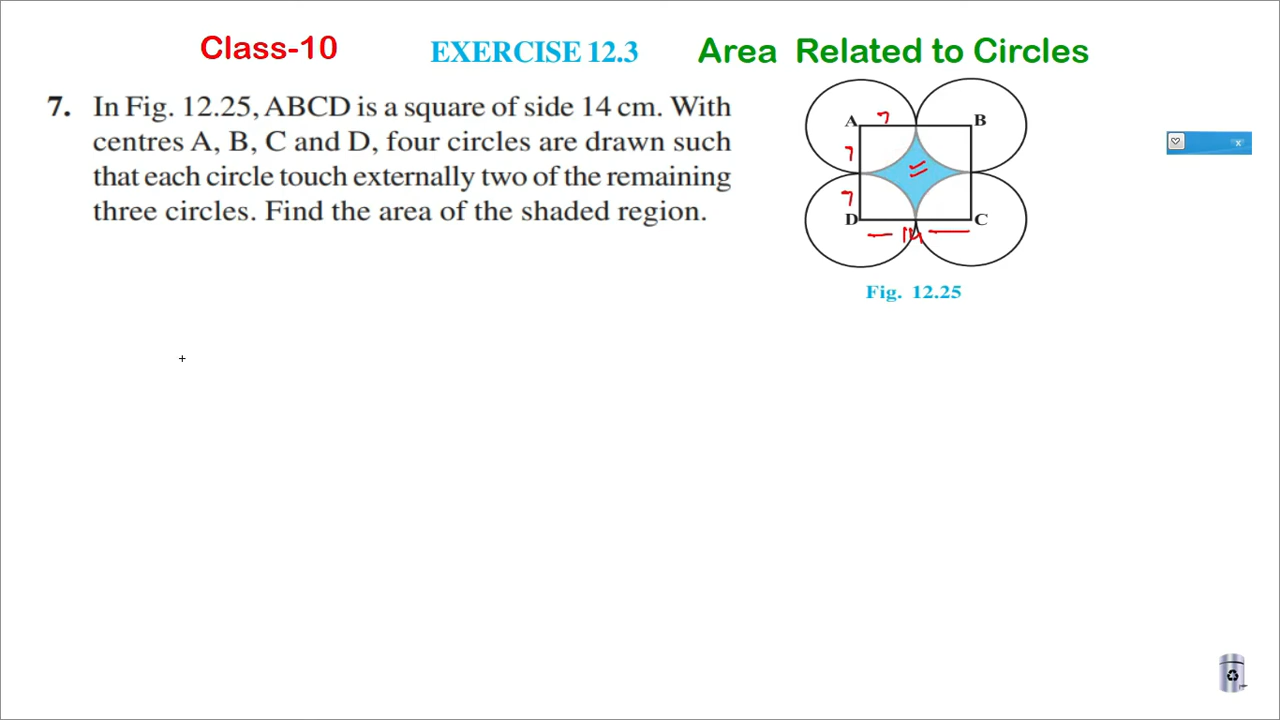 Class-10 EXERCISE 12.3 Area Related to Circles
7. In Fig. 12.25, ABCD is a square of side 14 cm. With
centres A, B, C and D, four circles are drawn such
that each circle touch externally two of the remaining
three circles. Find the area of the shaded region.
A 7 B
7
7
D C
14
Fig. 12.25
x